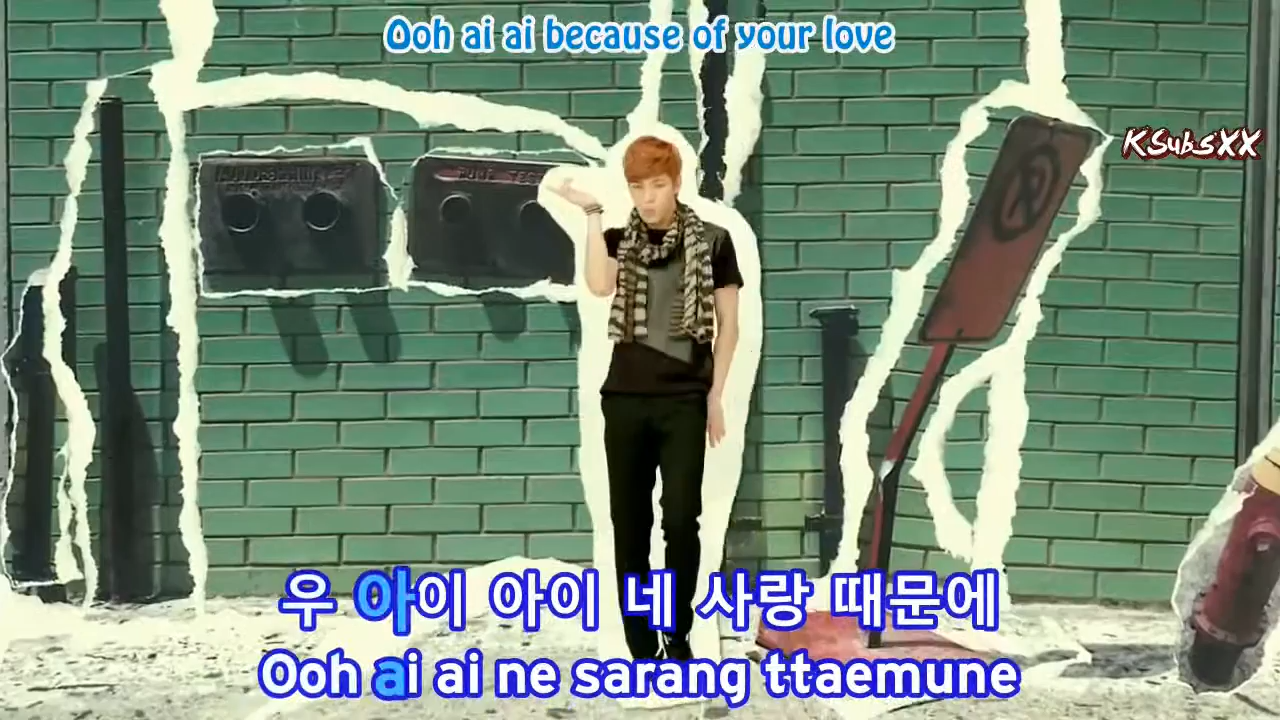 Ooh ai ai because of your love
KSubsXX
우 아이 아이 네 사랑 때문에
Ooh ai ai ne sarang ttaemune